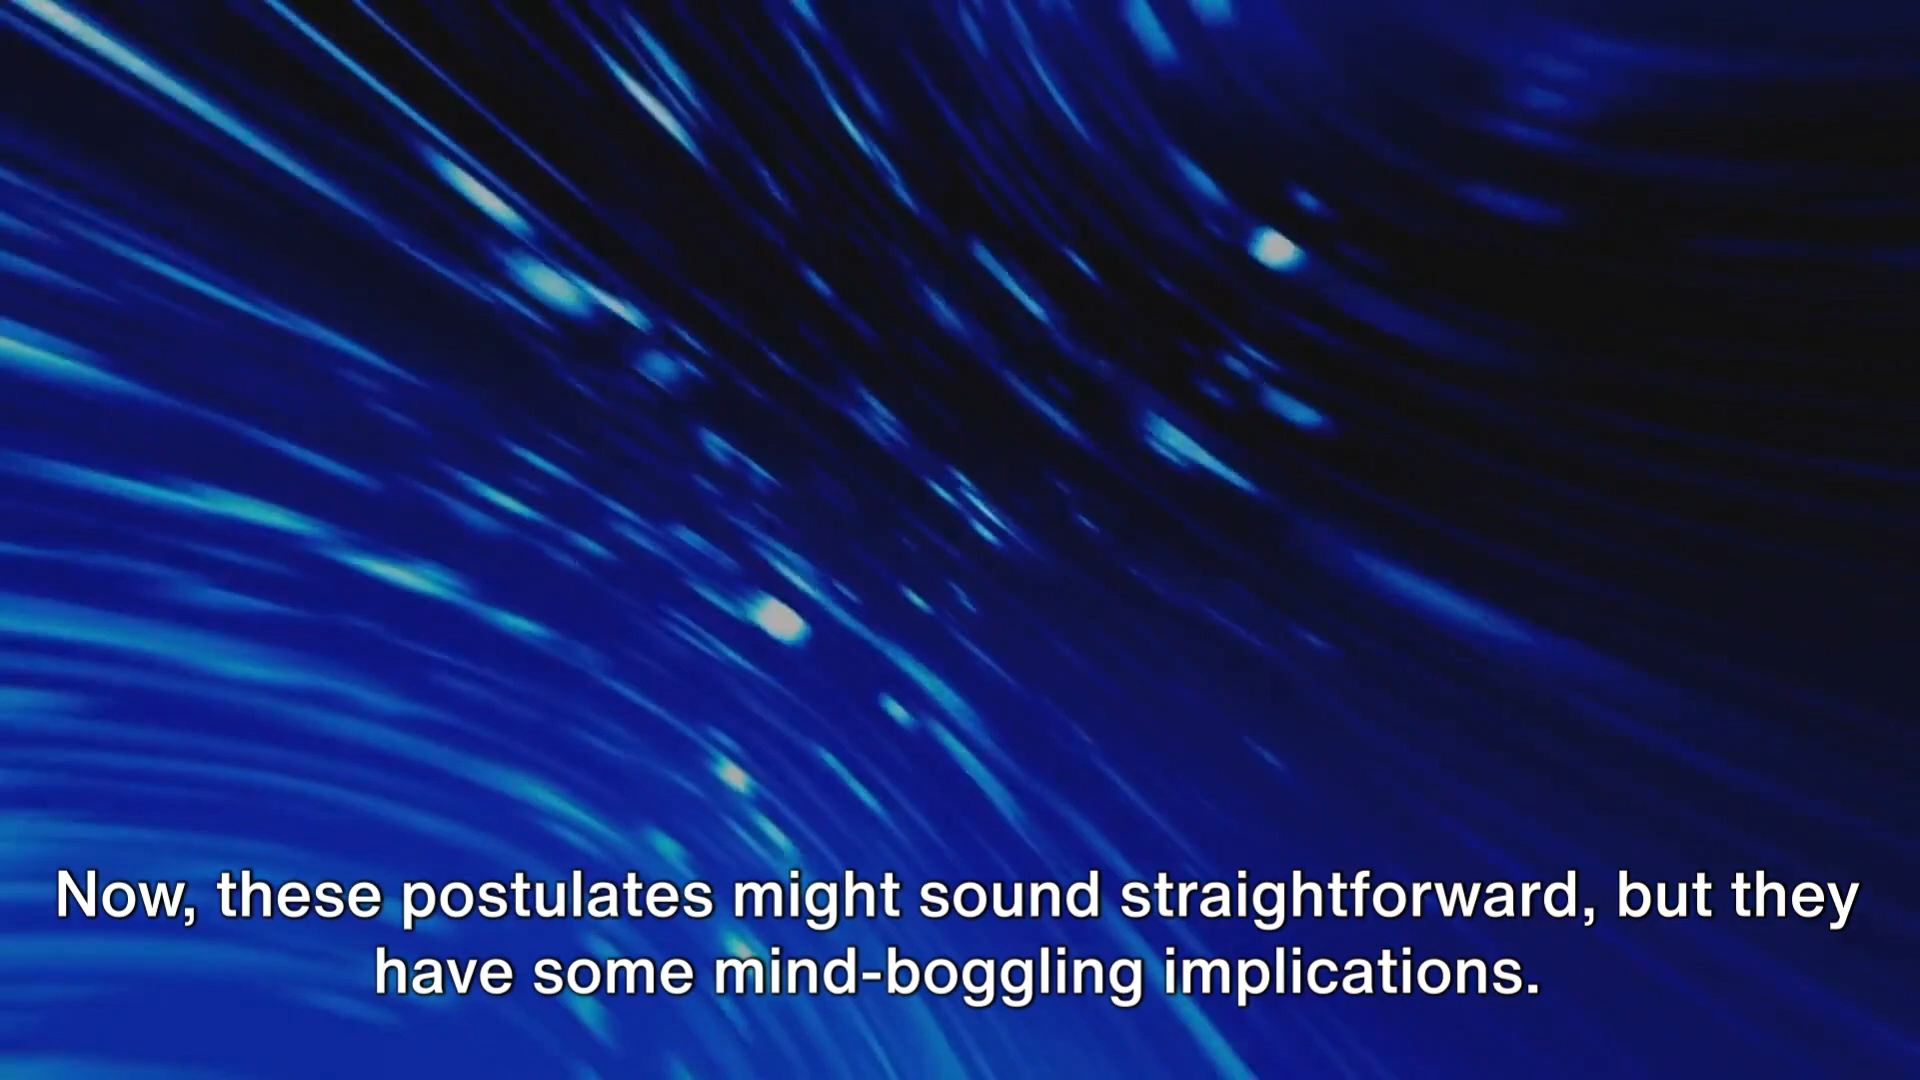 Now, these postulates might sound straightforward, but they
have some mind-boggling implications.